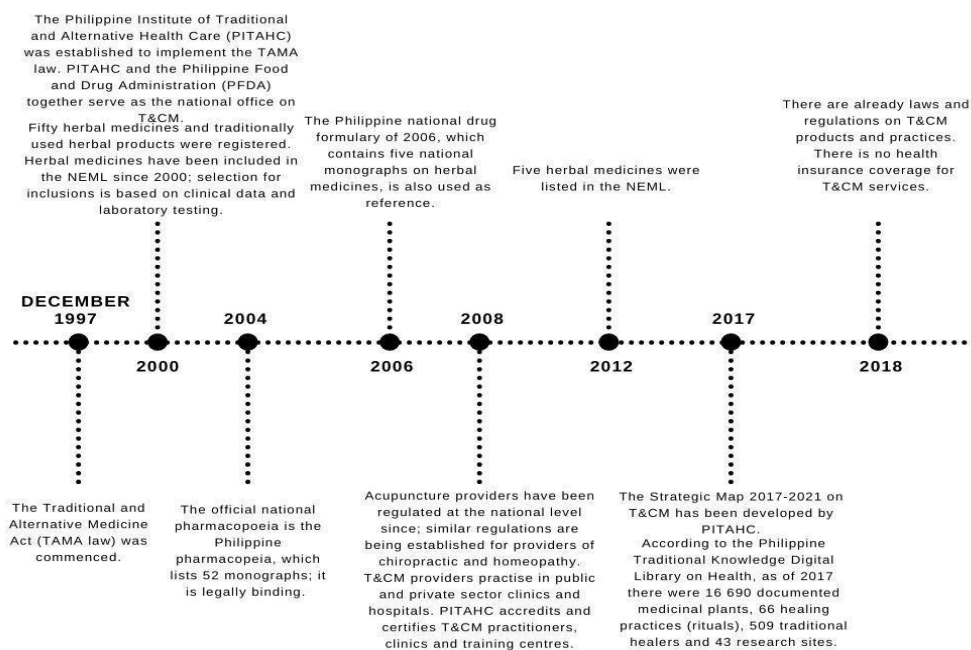 The Philippine Institute of Traditional
and Alternative Health Care (PITAHC)
was established to implement the TAMA
law. PITAHC and the Philippine Food
and Drug Administration (PFDA)
together serve as the national office on
T&CM.
Fifty herbal medicines and traditionally
used herbal products were registered.
Herbal medicines have been included in
the NEML since 2000; selection for
inclusions is based on clinical data and
laboratory testing.
The Philippine national drug
formulary of 2006, which
contains five national
monographs on herbal
medicines, is also used as
reference.
Five herbal medicines were
listed in the NEML.
There are already laws and
regulations on T&CM
products and practices.
There is no health
insurance coverage for
T&CM services.
DECEMBER
1997
2000
2004
2006
2008
2012
2017
2018
The Traditional and
Alternative Medicine
Act (TAMA law) was
commenced.
The official national
pharmacopoeia is the
Philippine
pharmacopeia, which
lists 52 monographs; it
is legally binding.
Acupuncture providers have been
regulated at the national level
since; similar regulations are
being established for providers of
chiropractic and homeopathy.
T&CM providers practise in public
and private sector clinics and
hospitals. PITAHC accredits and
certifies T&CM practitioners,
clinics and training centres.
The Strategic Map 2017-2021 on
T&CM has been developed by
PITAHC.
According to the Philippine
Traditional Knowledge Digital
Library on Health, as of 2017
there were 16 690 documented
medicinal plants, 66 healing
practices (rituals), 509 traditional
healers and 43 research sites.